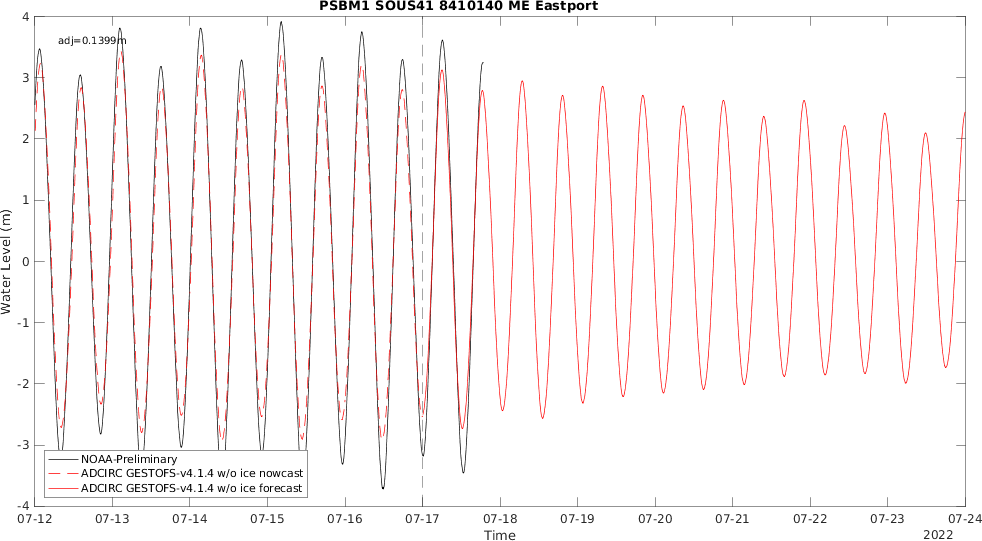 PSBM1 SOUS41 8410140 ME Eastport
adj=0.1399m
Water Level (m)
4
3
2
1
0
-1
-2
-3
-4
NOAA-Preliminary
ADCIRC GESTOFS-v4.1.4 w/o ice nowcast
ADCIRC GESTOFS-v4.1.4 w/o ice forecast
07-12 07-13 07-14 07-15 07-16 07-17 07-18 07-19 07-20 07-21 07-22 07-23 07-24
Time
2022